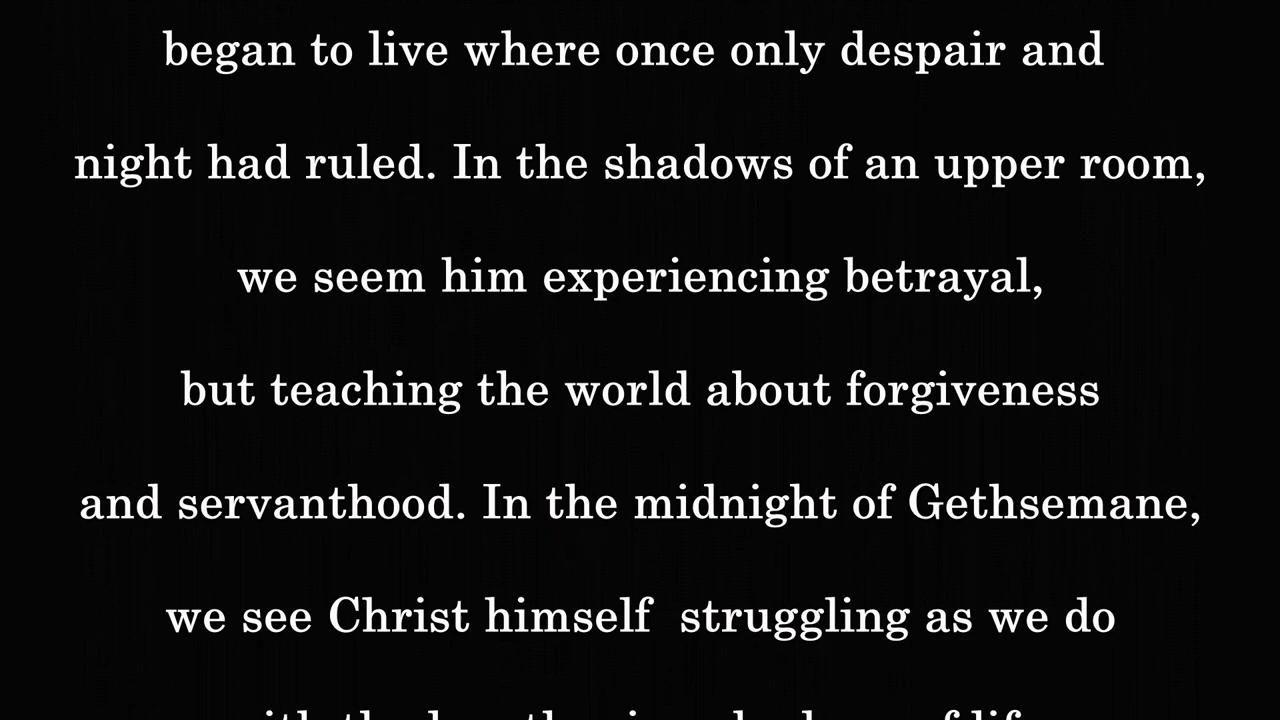 began to live where once only despair and
night had ruled. In the shadows of an upper room,
we seem him experiencing betrayal,
but teaching the world about forgiveness
and servanthood. In the midnight of Gethsemane,
we see Christ himself  struggling as we do